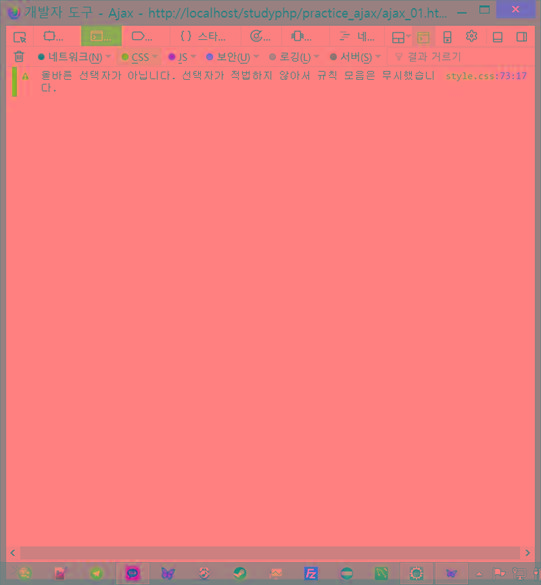 개발자 도구 - Ajax - http://localhost/studyphp/practice_ajax/ajax_01.ht...
{ } 스타... 네...
네트워크(N) CSS JS 보안(U) 로깅(L) 서버(S) 결과 거르기
올바른 선택자가 아닙니다. 선택자가 적법하지 않아서 규칙 모음은 무시했습니 style.css:73:17
다.